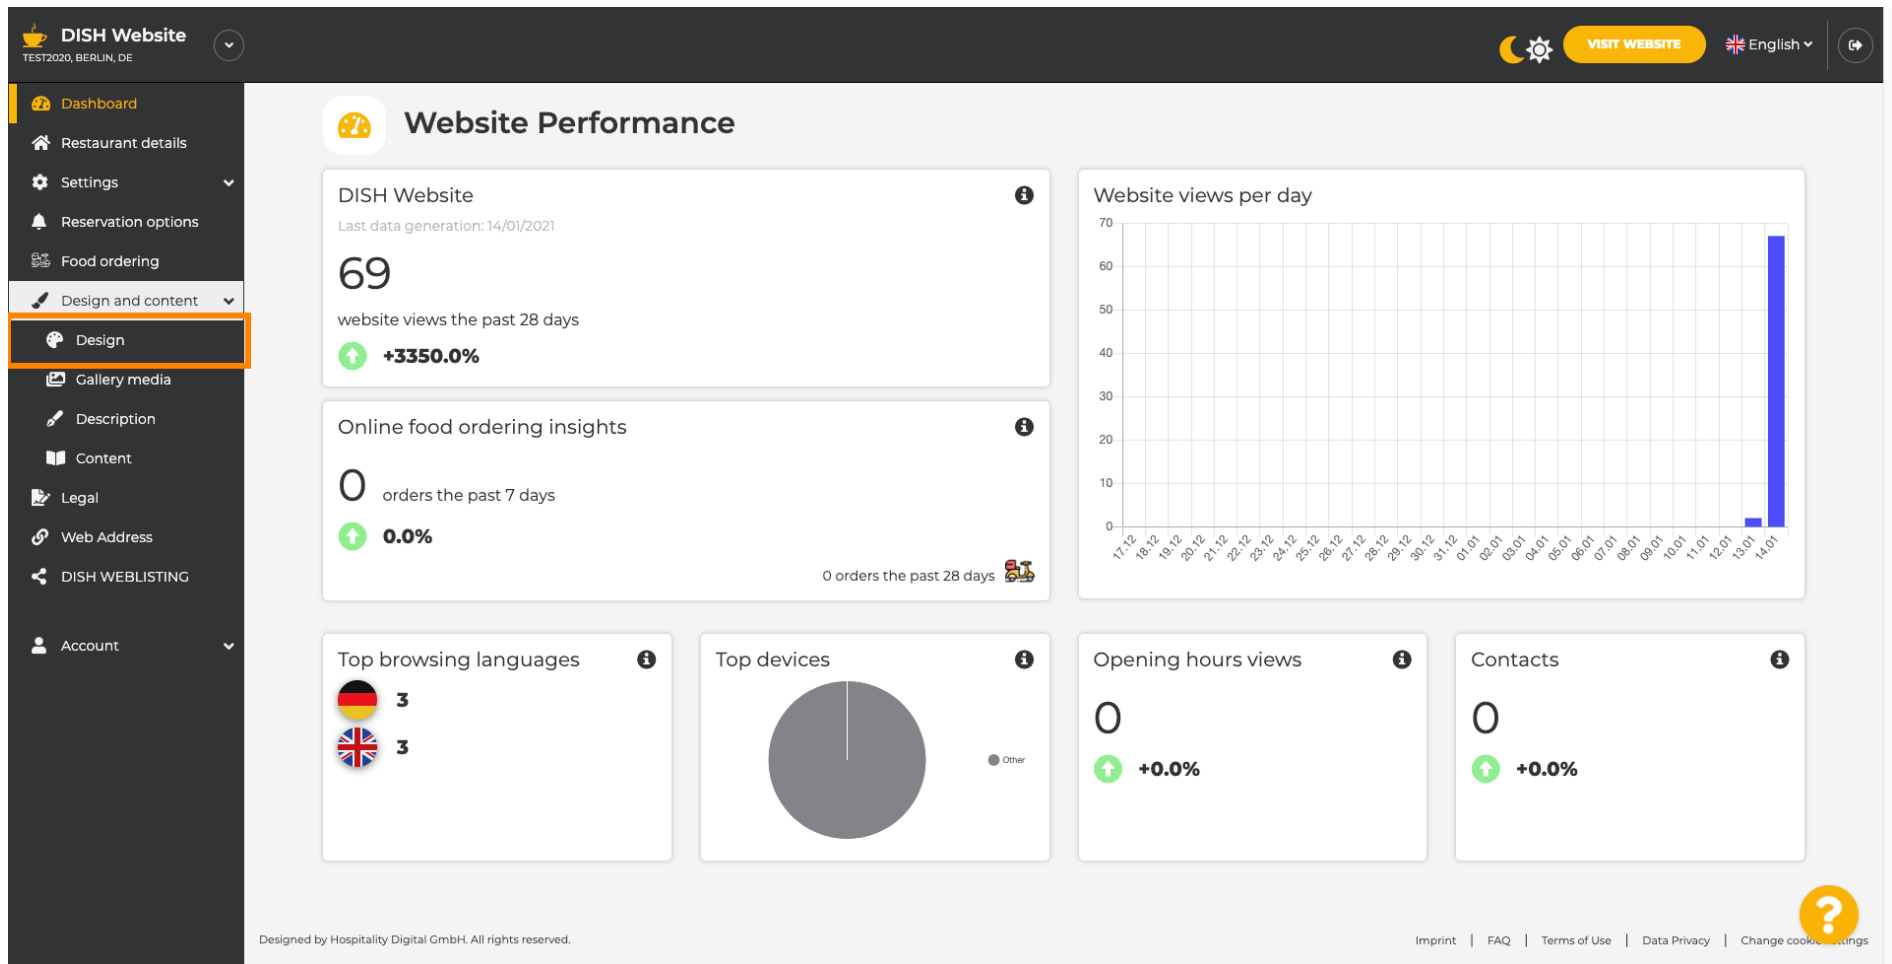 DISH Website
TEST2020, BERLIN, DE
VISIT WEBSITE
English
Dashboard
Restaurant details
Settings
Reservation options
Food ordering
Design and content
Design
Gallery media
Description
Content
Legal
Web Address
DISH WEBLISTING
Account
Website Performance
DISH Website
Last data generation: 14/01/2021
69
website views the past 28 days
+3350.0%
Online food ordering insights
0 orders the past 7 days
0.0%
0 orders the past 28 days
Website views per day
70
60
50
40
30
20
10
0
17.12 18.12 19.12 20.12 21.12 22.12 23.12 24.12 25.12 26.12 27.12 28.12 29.12 30.12 31.12 01.01 02.01 03.01 04.01 05.01 06.01 07.01 08.01 09.01 10.01 11.01 12.01 13.01 14.01
Top browsing languages
3
3
Top devices
Other
Opening hours views
0
+0.0%
Contacts
0
+0.0%
?
Designed by Hospitality Digital GmbH. All rights reserved.
Imprint | FAQ | Terms of Use | Data Privacy | Change